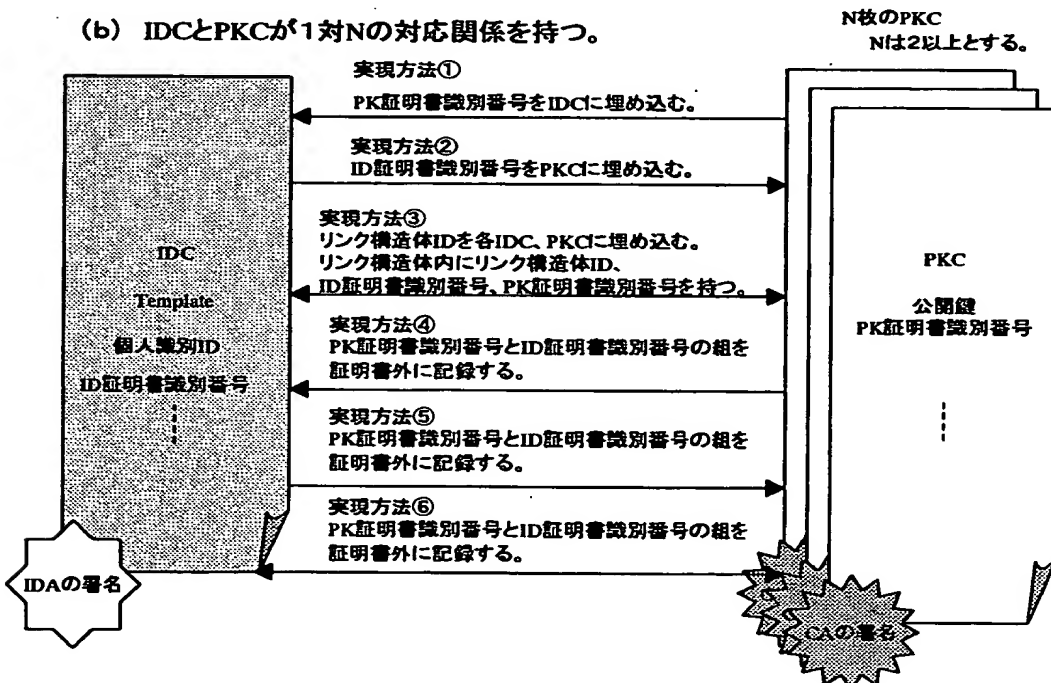 (b) IDCとPKCが1対Nの対応関係を持つ。
N枚のPKC
Nは2以上とする。
実現方法①
PK証明書識別番号をIDCに埋め込む。
実現方法②
ID証明書識別番号をPKCに埋め込む。
実現方法③
リンク構造体IDを各IDC、PKCに埋め込む。
リンク構造体内にリンク構造体ID、
ID証明書識別番号、PK証明書識別番号を持つ。
実現方法④
PK証明書識別番号とID証明書識別番号の組を
証明書外に記録する。
実現方法⑤
PK証明書識別番号とID証明書識別番号の組を
証明書外に記録する。
実現方法⑥
PK証明書識別番号とID証明書識別番号の組を
証明書外に記録する。
IDC
Template
個人識別ID
ID証明書識別番号
IDAの署名
PKC
公開鍵
PK証明書識別番号
CAの署名